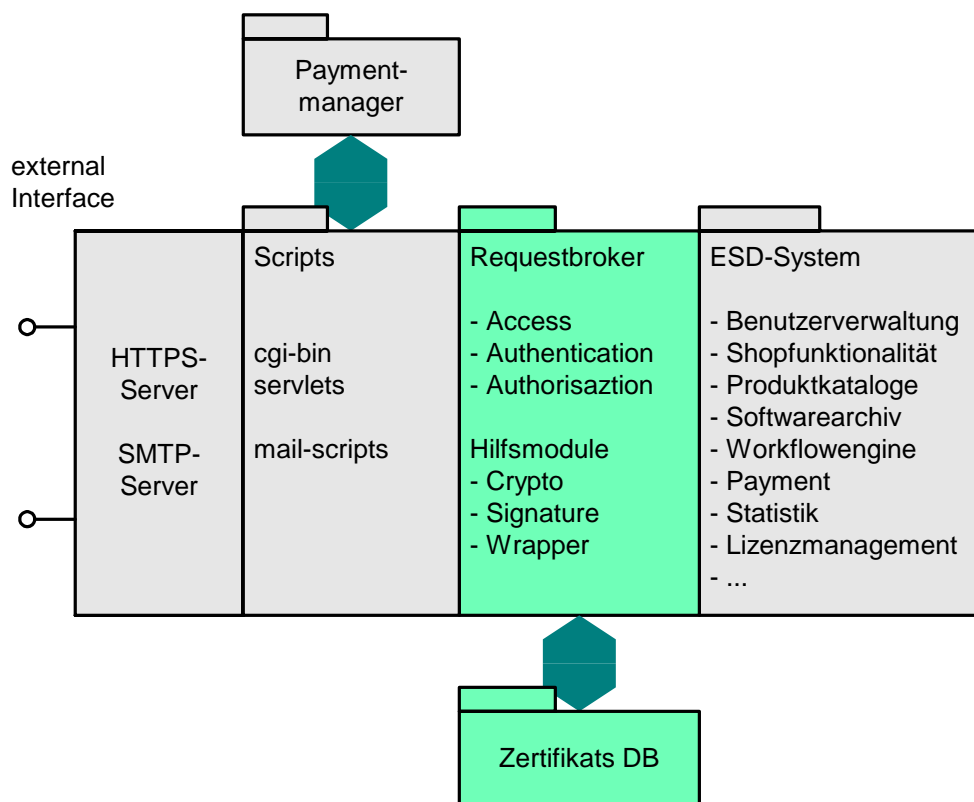 Payment-
manager
external
Interface
HTTPS-
Server
SMTP-
Server
Scripts
cgi-bin
servlets
mail-scripts
Requestbroker
- Access
- Authentication
- Authorisaztion
Hilfsmodule
- Crypto
- Signature
- Wrapper
ESD-System
- Benutzerverwaltung
- Shopfunktionalität
- Produktkataloge
- Softwarearchiv
- Workflowengine
- Payment
- Statistik
- Lizenzmanagement
- ...
Zertifikats DB